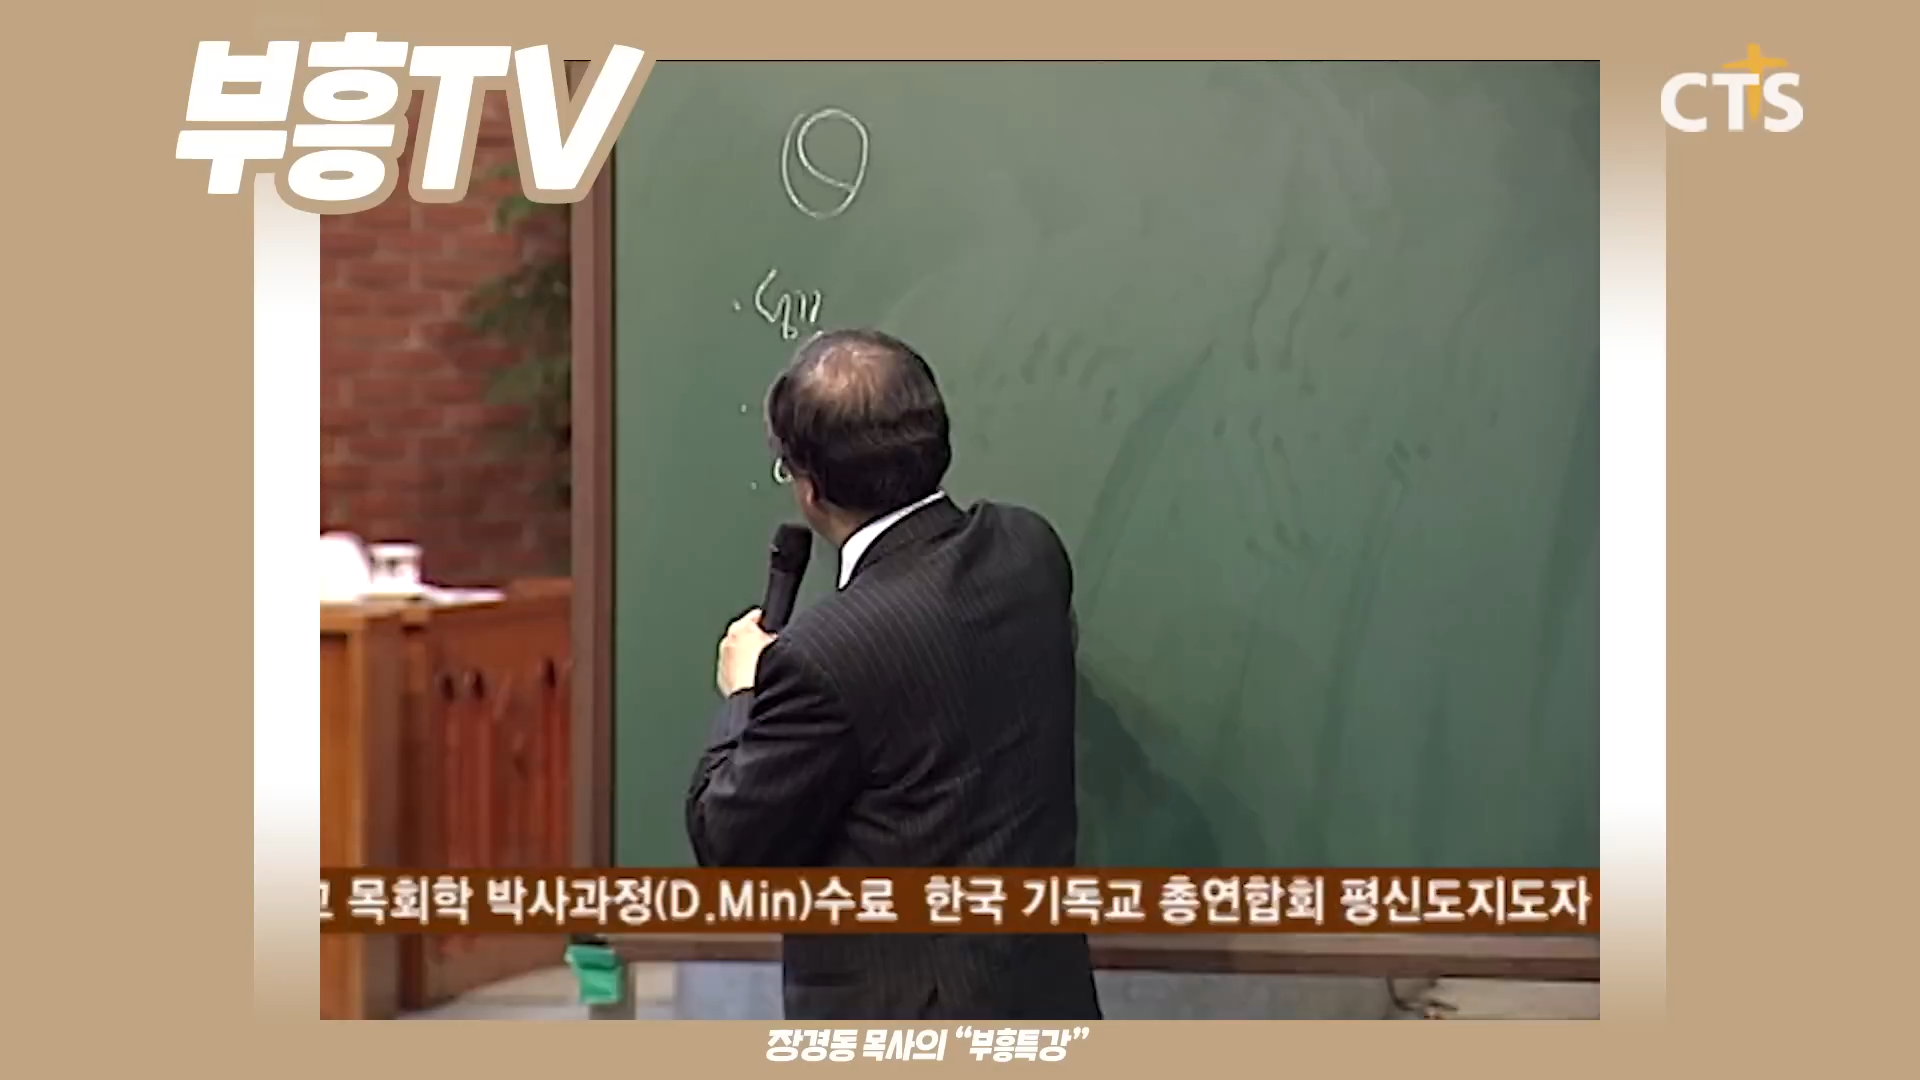 부흥TV
CTS
목회학 박사과정(D.Min)수료 한국 기독교 총연합회 평신도지도자
장경동 목사의 “부흥특강”